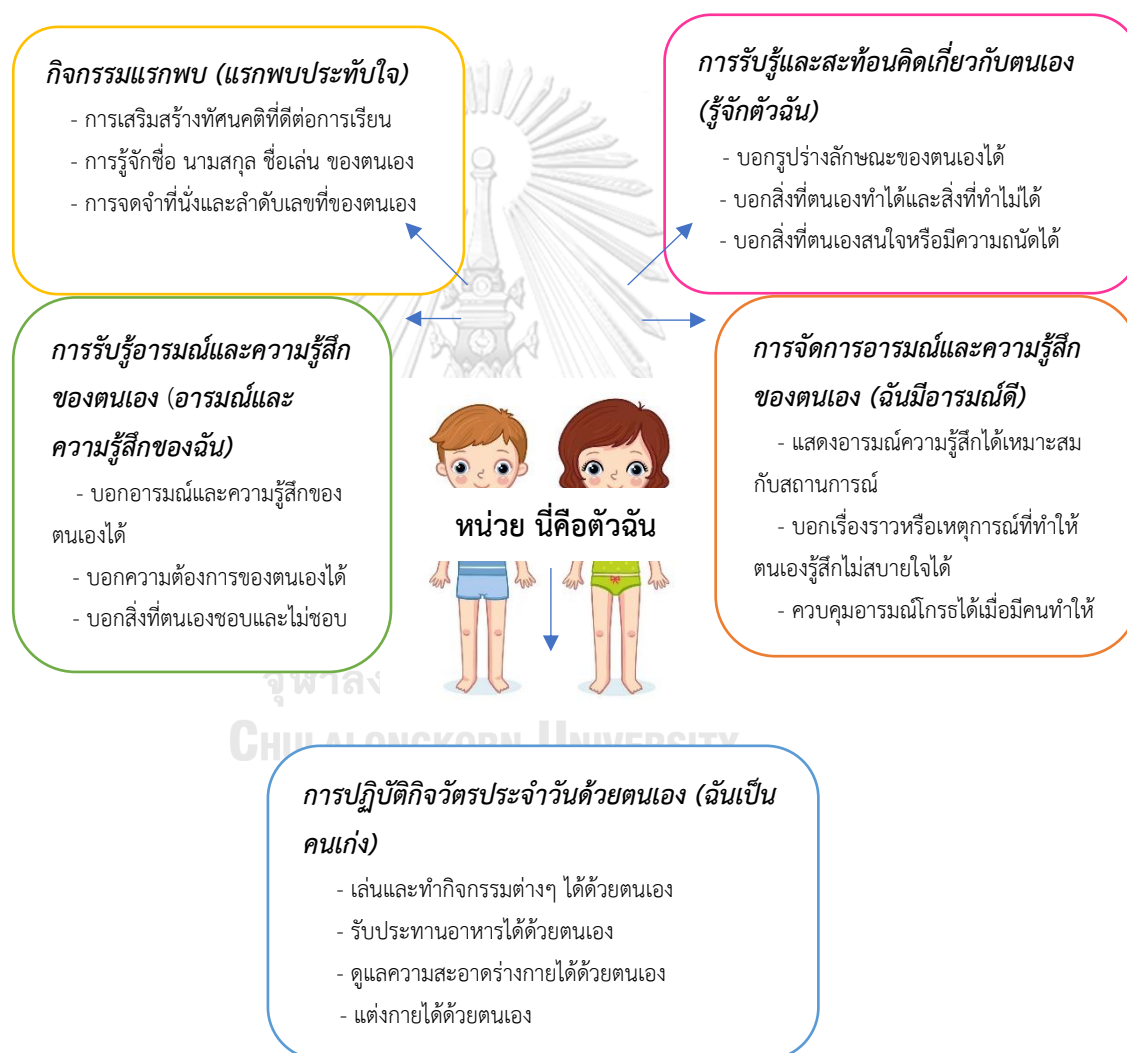 กิจกรรมแรกพบ (แรกพบประทับใจ)
- การเสริมสร้างทัศนคติที่ดีต่อการเรียน
- การรู้จักชื่อ นามสกุล ชื่อเล่น ของตนเอง
- การจดจำที่นั่งและลำดับเลขที่ของตนเอง
การรับรู้และสะท้อนคิดเกี่ยวกับตนเอง
(รู้จักตัวฉัน)
- บอกรูปร่างลักษณะของตนเองได้
- บอกสิ่งที่ตนเองทำได้และสิ่งที่ทำไม่ได้
- บอกสิ่งที่ตนเองสนใจหรือมีความถนัดได้
การรับรู้อารมณ์และความรู้สึก
ของตนเอง (อารมณ์และ
ความรู้สึกของฉัน)
- บอกอารมณ์และความรู้สึกของ
ตนเองได้
- บอกความต้องการของตนเองได้
- บอกสิ่งที่ตนเองชอบและไม่ชอบ
การจัดการอารมณ์และความรู้สึก
ของตนเอง (ฉันมีอารมณ์ดี)
- แสดงอารมณ์ความรู้สึกได้เหมาะสม
กับสถานการณ์
- บอกเรื่องราวหรือเหตุการณ์ที่ทำให้
ตนเองรู้สึกไม่สบายใจได้
- ควบคุมอารมณ์โกรธได้เมื่อมีคนทำให้
หน่วย นี่คือตัวฉัน
CHULALONGKORN UNIVERSITY
การปฏิบัติกิจวัตรประจำวันด้วยตนเอง (ฉันเป็น
คนเก่ง)
- เล่นและทำกิจกรรมต่างๆ ได้ด้วยตนเอง
- รับประทานอาหารได้ด้วยตนเอง
- ดูแลความสะอาดร่างกายได้ด้วยตนเอง
- แต่งกายได้ด้วยตนเอง